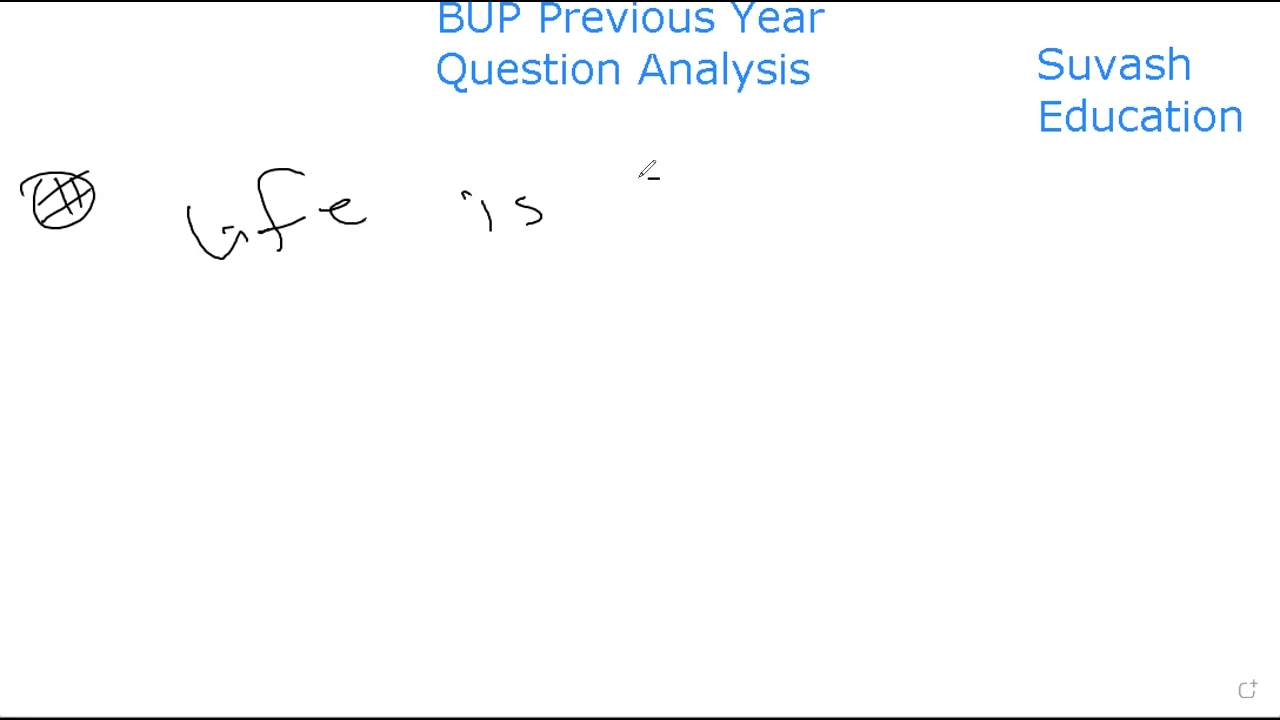 BUP Previous Year
Question Analysis
Suvash
Education
Life is